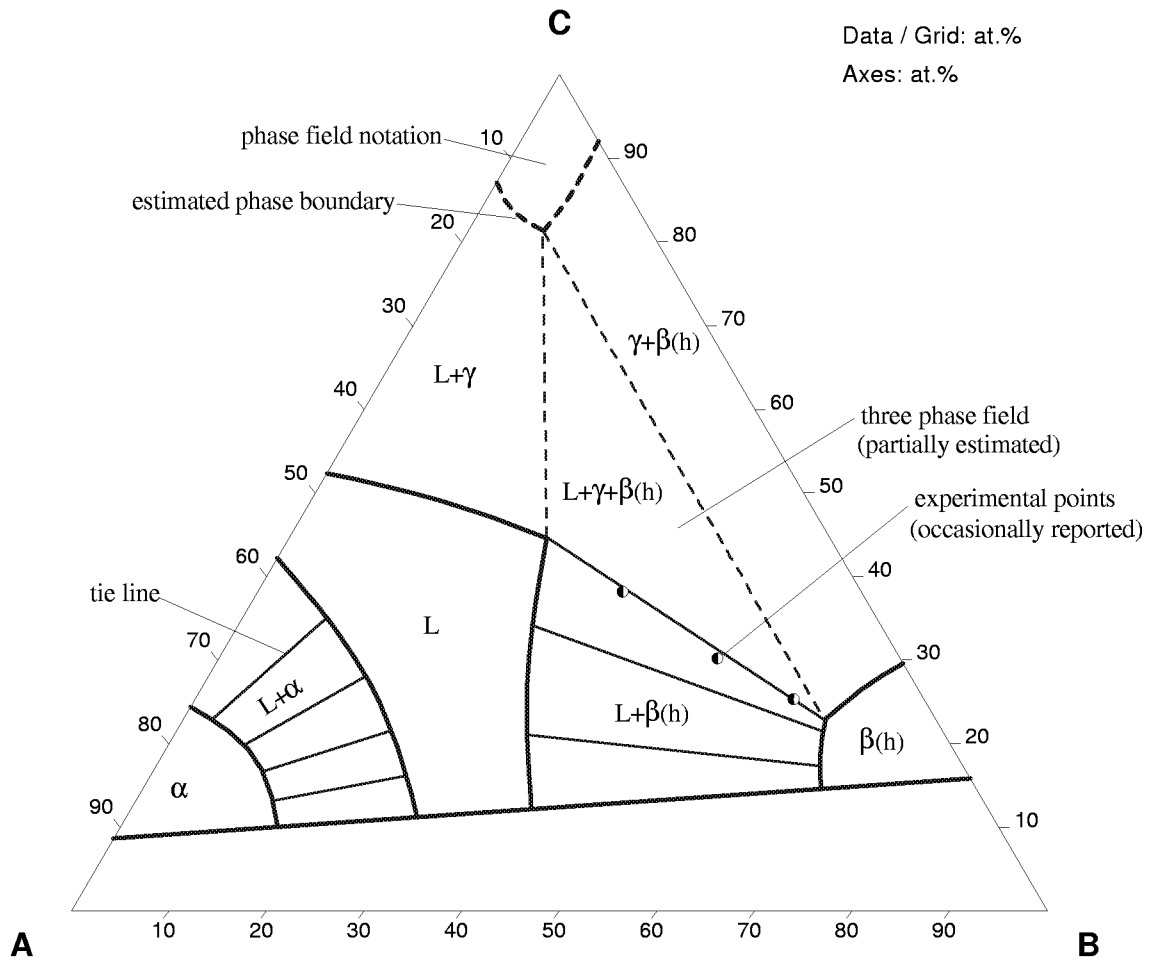 C
Data / Grid: at.%
Axes: at.%
phase field notation
10
90
estimated phase boundary
20
80
30
70
γ+β(h)
L+γ
40
60
three phase field
(partially estimated)
50
L+γ+β(h)
50
experimental points
(occasionally reported)
60
40
tie line
L
70
30
L+α
L+β(h)
80
β(h)
20
α
90
10
10
20
30
40
50
60
70
80
90
A
B